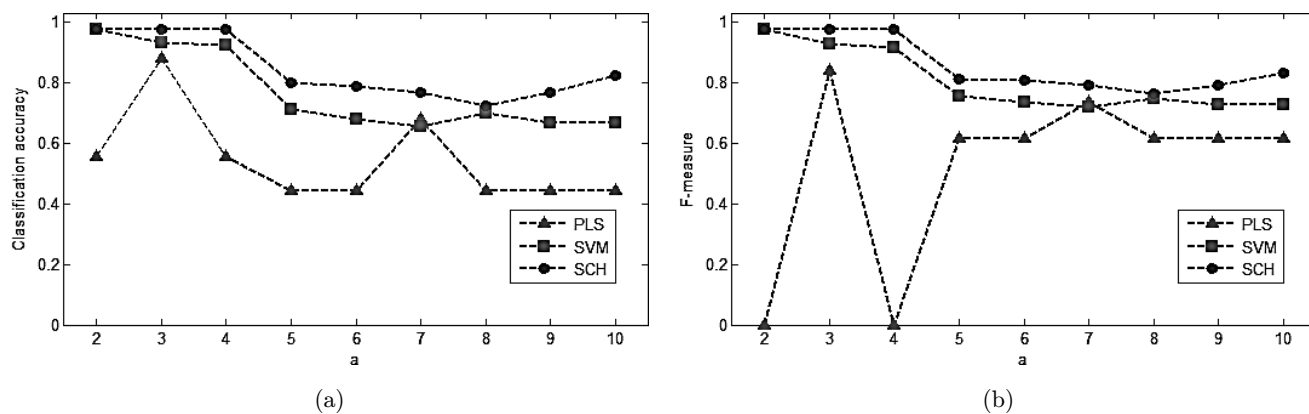 1
0.8
0.6
0.4
0.2
0
Classification accuracy
PLS
SVM
SCH
2 3 4 5 6 7 8 9 10
a
(a)
1
0.8
0.6
0.4
0.2
0
F-measure
PLS
SVM
SCH
2 3 4 5 6 7 8 9 10
a
(b)